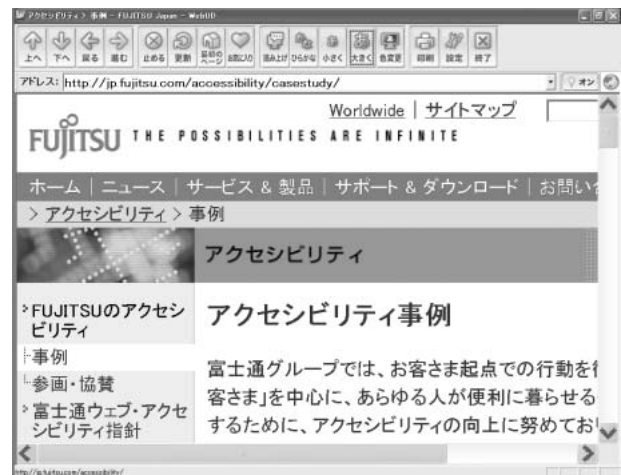 アクセシビリティ > 事例 - FUJITSU Japan - WebUD
上へ 下へ 戻る 進む 止める 更新 最初のページ お気に入り 読み上げ ひらがな 小さく 大きく 色変更 印刷 設定 終了
アドレス: http://jp.fujitsu.com/accessibility/casestudy/ オン
Worldwide | サイトマップ
FUJITSU THE POSSIBILITIES ARE INFINITE
ホーム | ニュース | サービス & 製品 | サポート & ダウンロード | お問い
> アクセシビリティ > 事例
アクセシビリティ
FUJITSUのアクセシ
ビリティ
事例
参画・協賛
富士通ウェブ・アクセ
シビリティ指針
アクセシビリティ事例
富士通グループでは、お客さま起点での行動を
客さま」を中心に、あらゆる人が便利に暮らせる
するために、アクセシビリティの向上に努めてお
http://jp.fujitsu.com/accessibility/